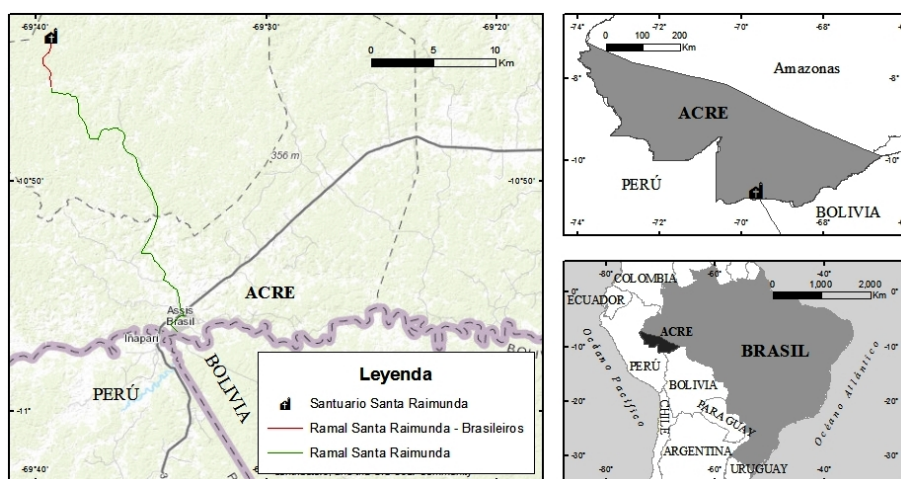 -69°40'
-69°30'
-69°20'
0
5
10
Km
356 m
-10°50'
-10°50'
ACRE
Assis
Brasil
Iñapari
PERÚ
BOLIVIA
-11°
-69°40'
Leyenda
Santuario Santa Raimunda
Ramal Santa Raimunda - Brasileiros
Ramal Santa Raimunda
-74°
-72°
-70°
-68°
0
100
200
Km
Amazonas
-8°
-8°
ACRE
-10°
-10°
PERÚ
BOLIVIA
-74°
-72°
-70°
-68°
-80°
-60°
-40°
COLOMBIA
0
1,000
2,000
Km
0°
0°
ECUADOR
ACRE
BRASIL
-10°
-10°
PERÚ
BOLIVIA
Océano Pacífico
Océano Atlántico
-20°
-20°
PARAGUAY
CHILE
ARGENTINA
-30°
-30°
URUGUAY
-80°
-60°
-40°